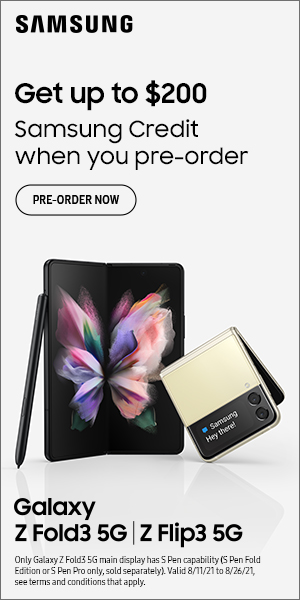 SAMSUNG
Get up to $200
Samsung Credit
when you pre-order
PRE-ORDER NOW
Samsung
Hey there!
Galaxy
Z Fold3 5G | Z Flip3 5G
Only Galaxy Z Fold3 5G main display has S Pen capability (S Pen Fold
Edition or S Pen Pro only, sold separately). Valid 8/11/21 to 8/26/21,
see terms and conditions that apply.